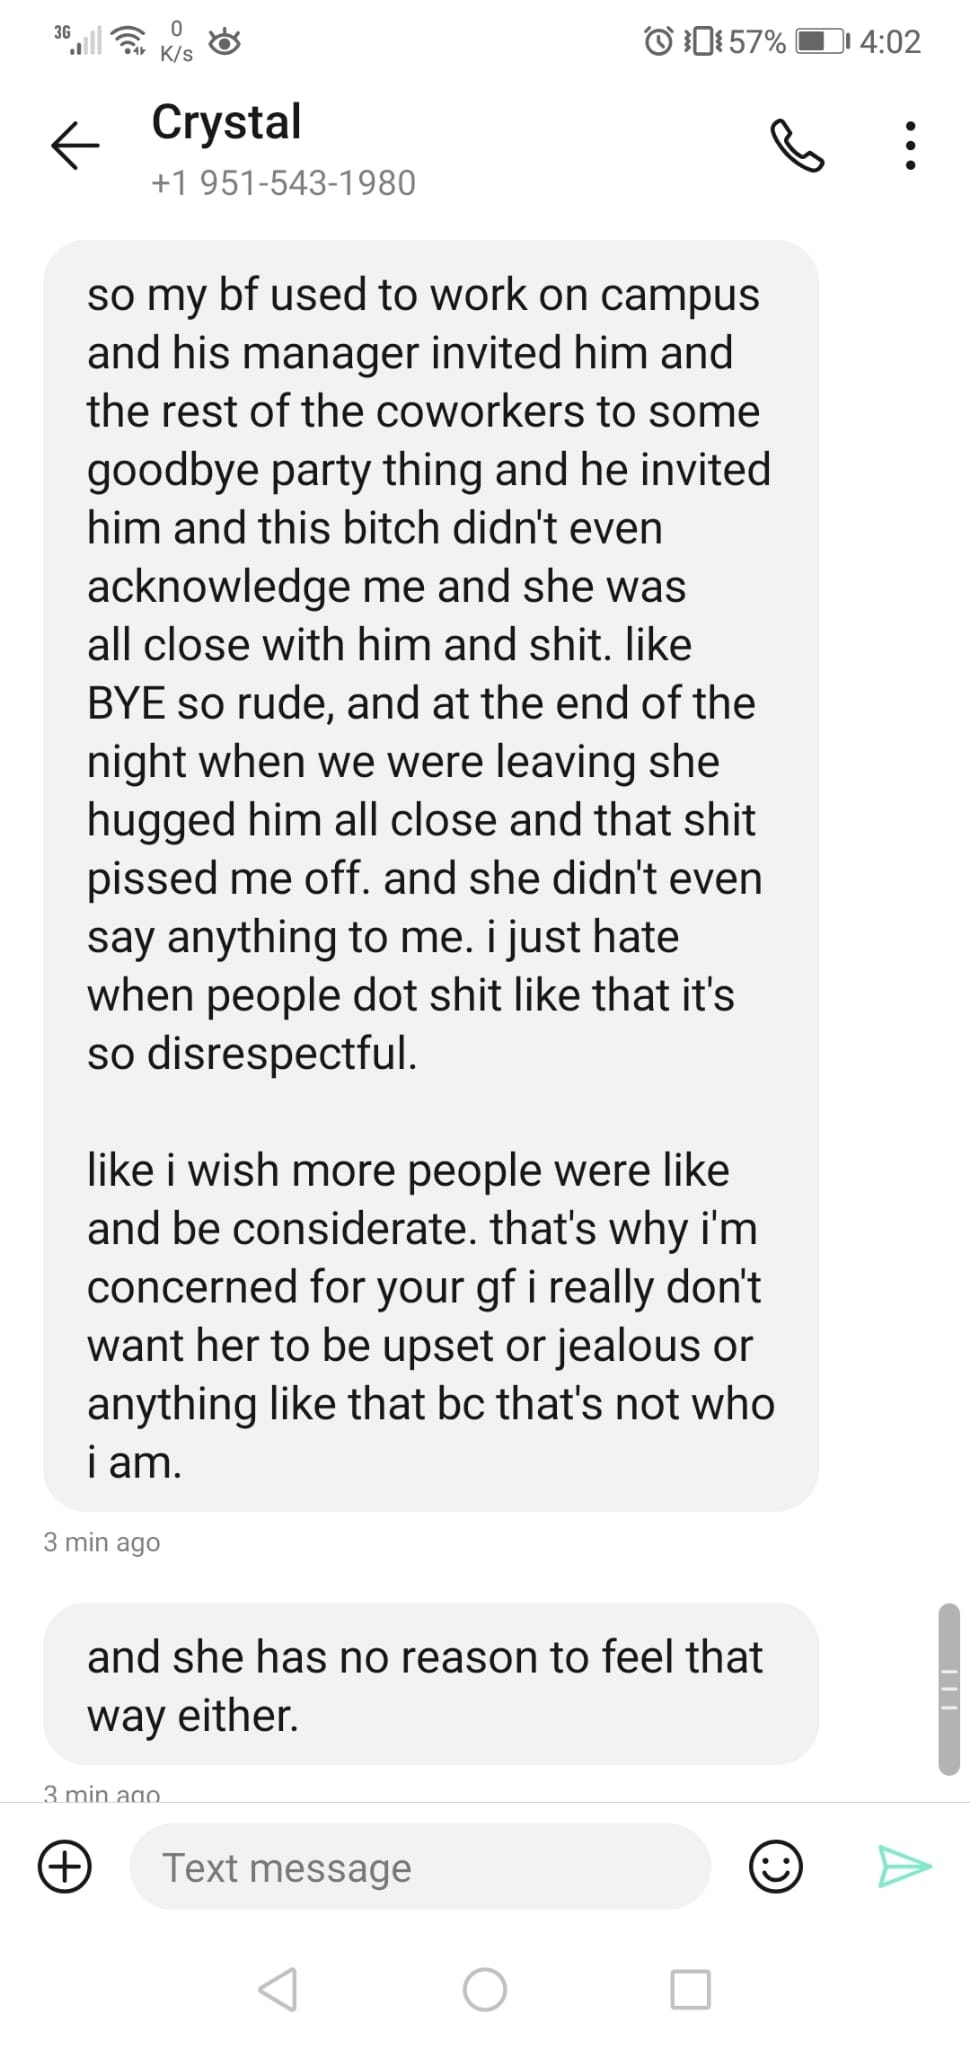 3G 0 K/s 57% 4:02
Crystal
+1 951-543-1980
so my bf used to work on campus
and his manager invited him and
the rest of the coworkers to some
goodbye party thing and he invited
him and this bitch didn't even
acknowledge me and she was
all close with him and shit. like
BYE so rude, and at the end of the
night when we were leaving she
hugged him all close and that shit
pissed me off. and she didn't even
say anything to me. i just hate
when people dot shit like that it's
so disrespectful.
like i wish more people were like
and be considerate. that's why i'm
concerned for your gf i really don't
want her to be upset or jealous or
anything like that bc that's not who
i am.
3 min ago
and she has no reason to feel that
way either.
3 min ago
Text message